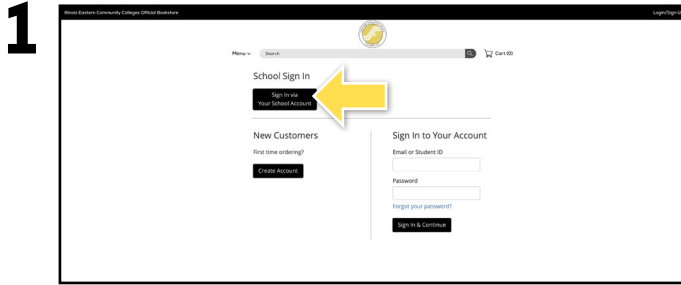 1
Illinois Eastern Community Colleges Official Bookstore
Login/Sign U
Menu
Search
Cart (0)
School Sign In
Sign In via
Your School Account
New Customers
First time ordering?
Create Account
Sign In to Your Account
Email or Student ID
Password
Forgot your password?
Sign In & Continue